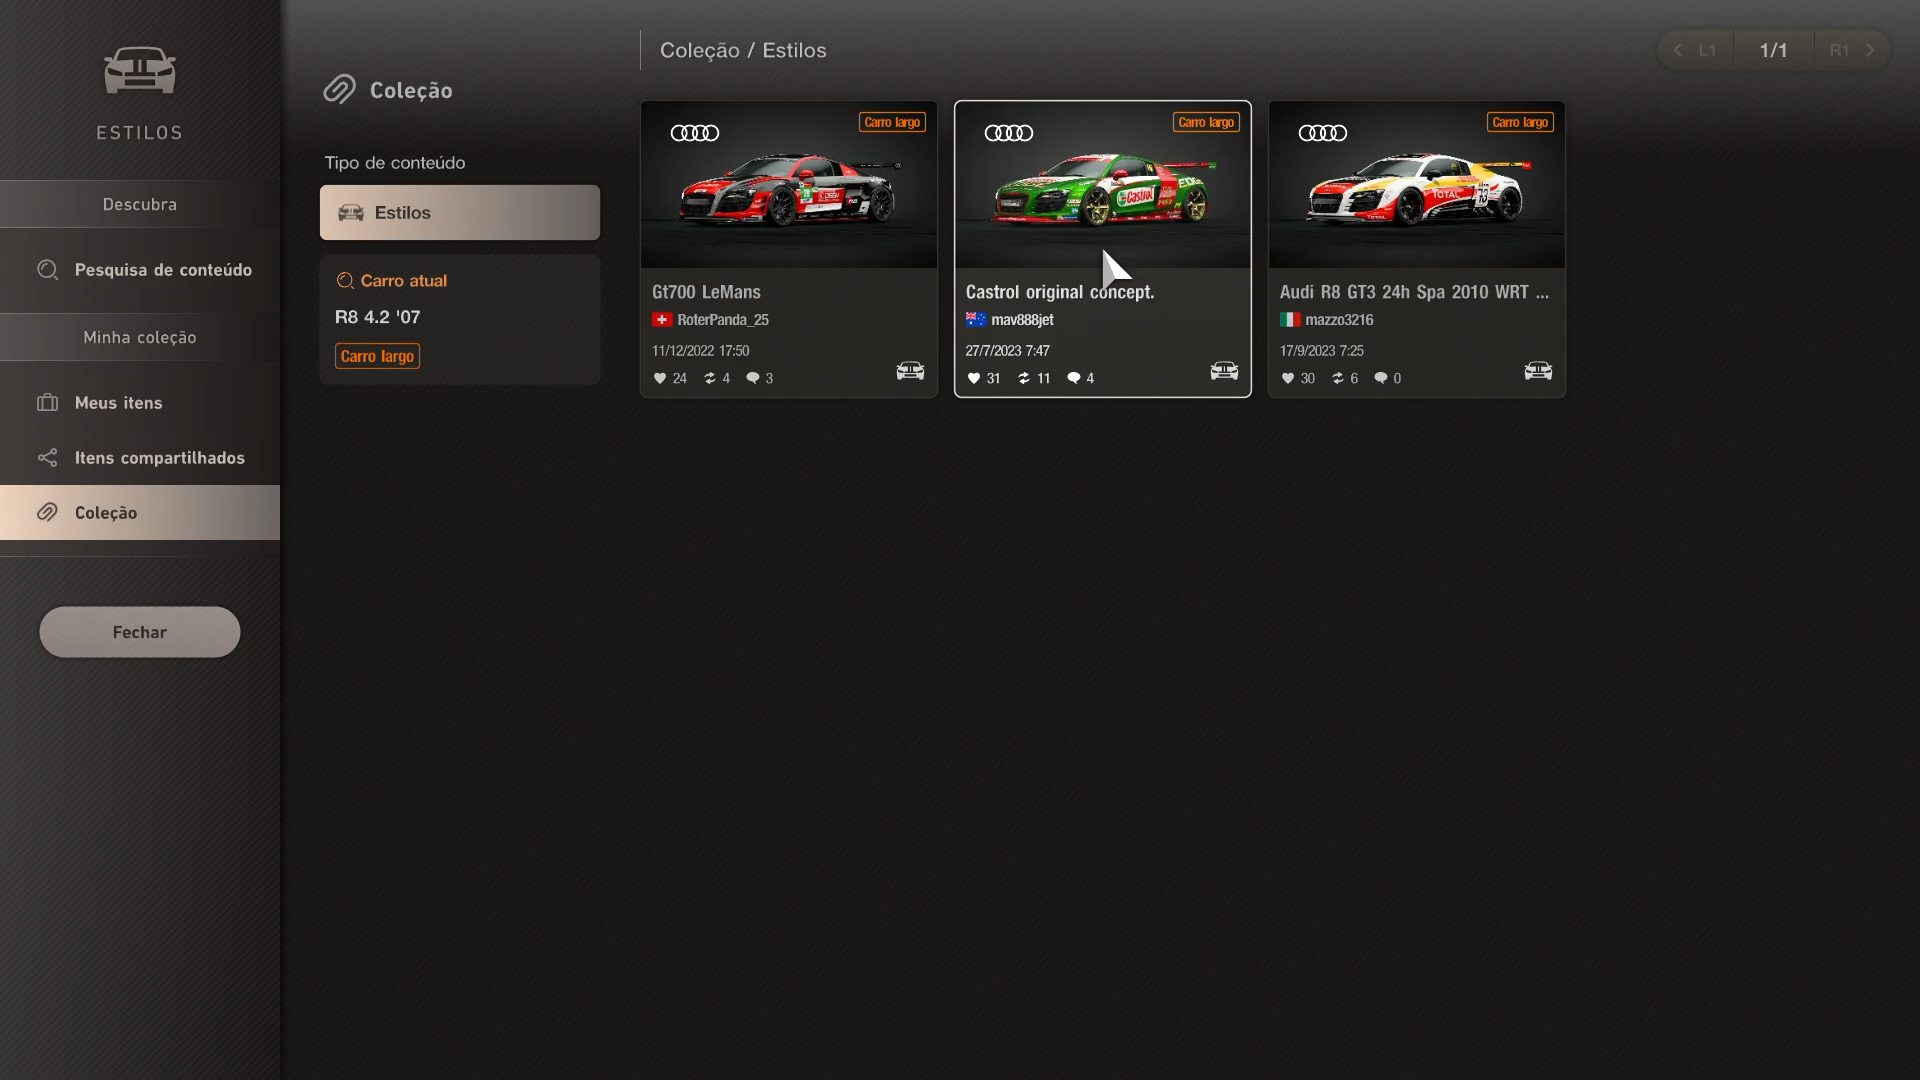 ESTILOS
Descubra
Pesquisa de conteúdo
Minha coleção
Meus itens
Itens compartilhados
Coleção
Fechar
Coleção
Tipo de conteúdo
Estilos
Carro atual
R8 4.2 '07
Carro largo
Coleção / Estilos
L1
1/1
R1
Carro largo
Gt700 LeMans
RoterPanda_25
11/12/2022 17:50
24 4 3
Carro largo
Castrol
EDGE
Castrol original concept.
mav888jet
27/7/2023 7:47
31 11 4
Carro largo
TOTAL
Audi R8 GT3 24h Spa 2010 WRT ...
mazzo3216
17/9/2023 7:25
30 6 0